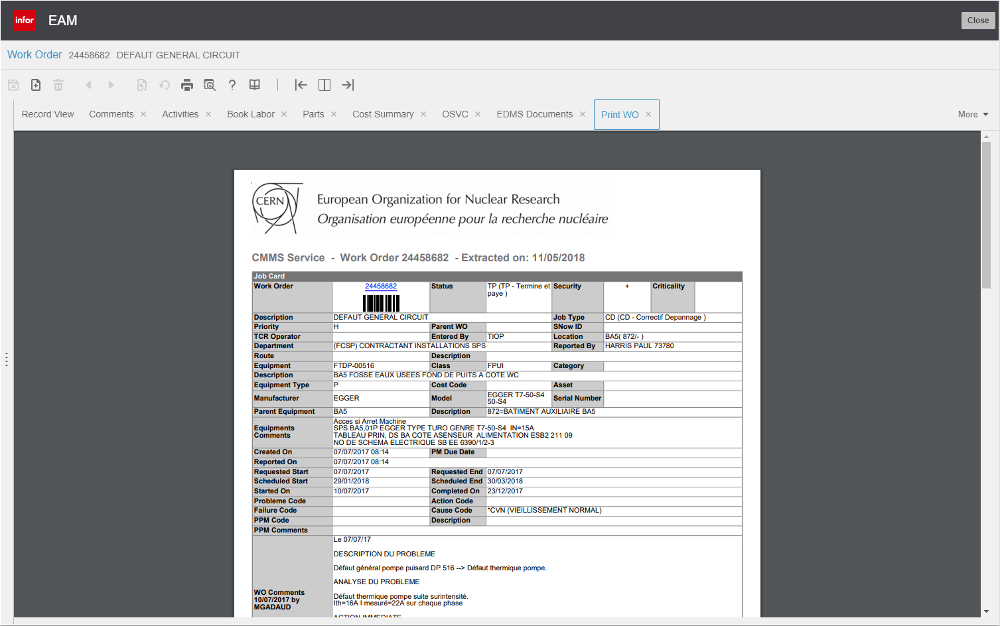 infor EAM Close
Work Order 24458682 DEFAUT GENERAL CIRCUIT
Record View Comments Activities Book Labor Parts Cost Summary OSVC EDMS Documents Print WO More
CERN
European Organization for Nuclear Research
Organisation européenne pour la recherche nucléaire
CMMS Service - Work Order 24458682 - Extracted on: 11/05/2018
Job Card
Work Order 24458682 Status TP (TP - Termine et paye ) Security + Criticality
Description DEFAUT GENERAL CIRCUIT Job Type CD (CD - Correctif Depannage )
Priority H Parent WO SNow ID
TCR Operator Entered By TIOP Location BA5( 872/- )
Department (FCSP) CONTRACTANT INSTALLATIONS SPS Reported By HARRIS PAUL 73780
Route Description
Equipment FTDP-00516 Class FPUI Category
Description BA5 FOSSE EAUX USEES FOND DE PUITS A COTE WC
Equipment Type P Cost Code Asset
Manufacturer EGGER Model EGGER T7-50-S4 50-S4 Serial Number
Parent Equipment BA5 Description 872=BATIMENT AUXILIAIRE BA5
Equipments Comments
Acces si Arret Machine
SPS BA5,01P EGGER TYPE TURO GENRE T7-50-S4 IN=15A
TABLEAU PRIN, DS BA COTE ASENSEUR ALIMENTATION ESB2 211 09
NO DE SCHEMA ELECTRIQUE SB EE 6390/1/2-3
Created On 07/07/2017 08:14 PM Due Date
Reported On 07/07/2017 08:14
Requested Start 07/07/2017 Requested End 07/07/2017
Scheduled Start 29/01/2018 Scheduled End 30/03/2018
Started On 10/07/2017 Completed On 23/12/2017
Probleme Code Action Code
Failure Code Cause Code *CVN (VIEILLISSEMENT NORMAL)
PPM Code Description
PPM Comments
Le 07/07/17
DESCRIPTION DU PROBLEME
Défaut général pompe puisard DP 516 --> Défaut thermique pompe.
ANALYSE DU PROBLEME
WO Comments
10/07/2017 by
MGADAUD
Défaut thermique pompe suite surintensité.
Ith=16A I mesuré=22A sur chaque phase
ACTION IMMEDIATE